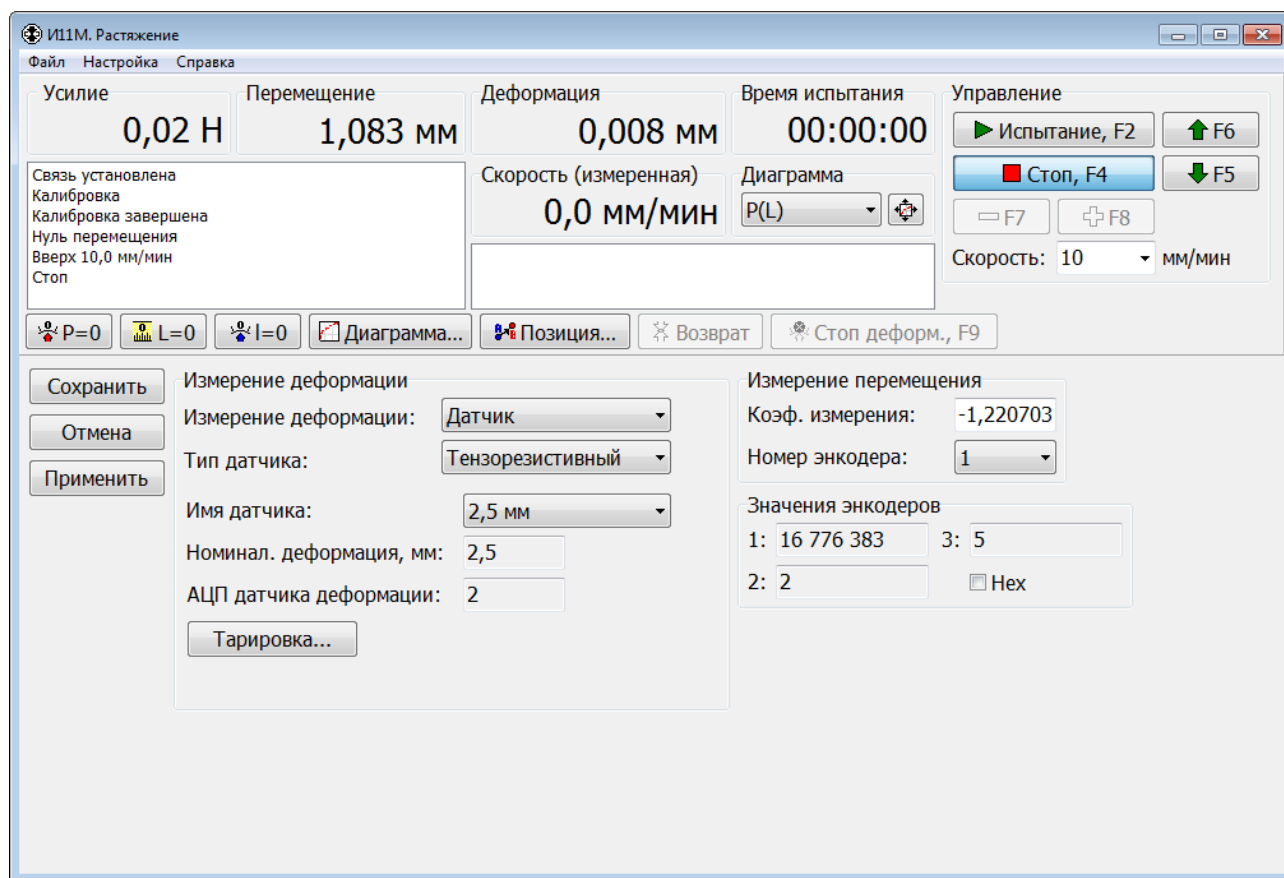 И11М. Растяжение
Файл Настройка Справка
Усилие Перемещение Деформация Время испытания Управление
0,02 Н 1,083 мм 0,008 мм 00:00:00
Испытание, F2 F6
Связь установлена
Калибровка
Калибровка завершена
Нуль перемещения
Вверх 10,0 мм/мин
Стоп
Скорость (измеренная) Диаграмма
0,0 мм/мин P(L)
Стоп, F4 F5
F7 F8
Скорость: 10 мм/мин
P=0 L=0 l=0 Диаграмма... Позиция... Возврат Стоп деформ., F9
Сохранить
Отмена
Применить
Измерение деформации
Измерение деформации: Датчик
Тип датчика: Тензорезистивный
Имя датчика: 2,5 мм
Номинал. деформация, мм: 2,5
АЦП датчика деформации: 2
Тарировка...
Измерение перемещения
Коэф. измерения: -1,220703
Номер энкодера: 1
Значения энкодеров
1: 16 776 383 3: 5
2: 2 Hex